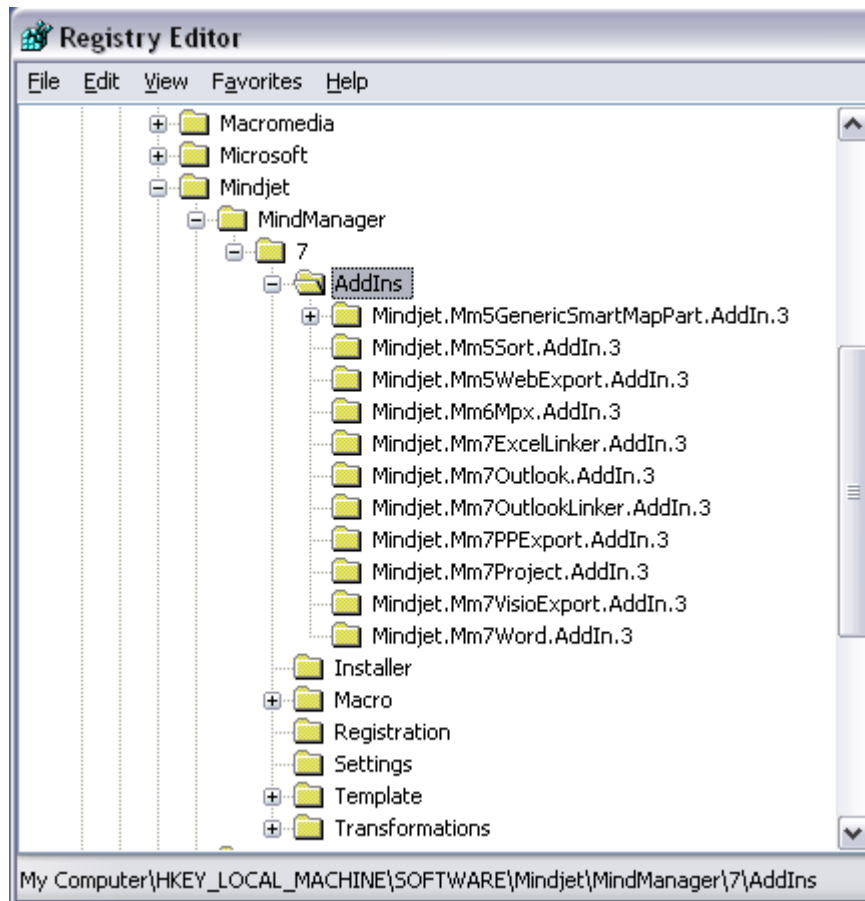 Registry Editor
File Edit View Favorites Help
Macromedia
Microsoft
Mindjet
MindManager
7
AddIns
Mindjet.Mm5GenericSmartMapPart.AddIn.3
Mindjet.Mm5Sort.AddIn.3
Mindjet.Mm5WebExport.AddIn.3
Mindjet.Mm6Mpx.AddIn.3
Mindjet.Mm7ExcelLinker.AddIn.3
Mindjet.Mm7Outlook.AddIn.3
Mindjet.Mm7OutlookLinker.AddIn.3
Mindjet.Mm7PPExport.AddIn.3
Mindjet.Mm7Project.AddIn.3
Mindjet.Mm7VisioExport.AddIn.3
Mindjet.Mm7Word.AddIn.3
Installer
Macro
Registration
Settings
Template
Transformations
My Computer\HKEY_LOCAL_MACHINE\SOFTWARE\Mindjet\MindManager\7\AddIns